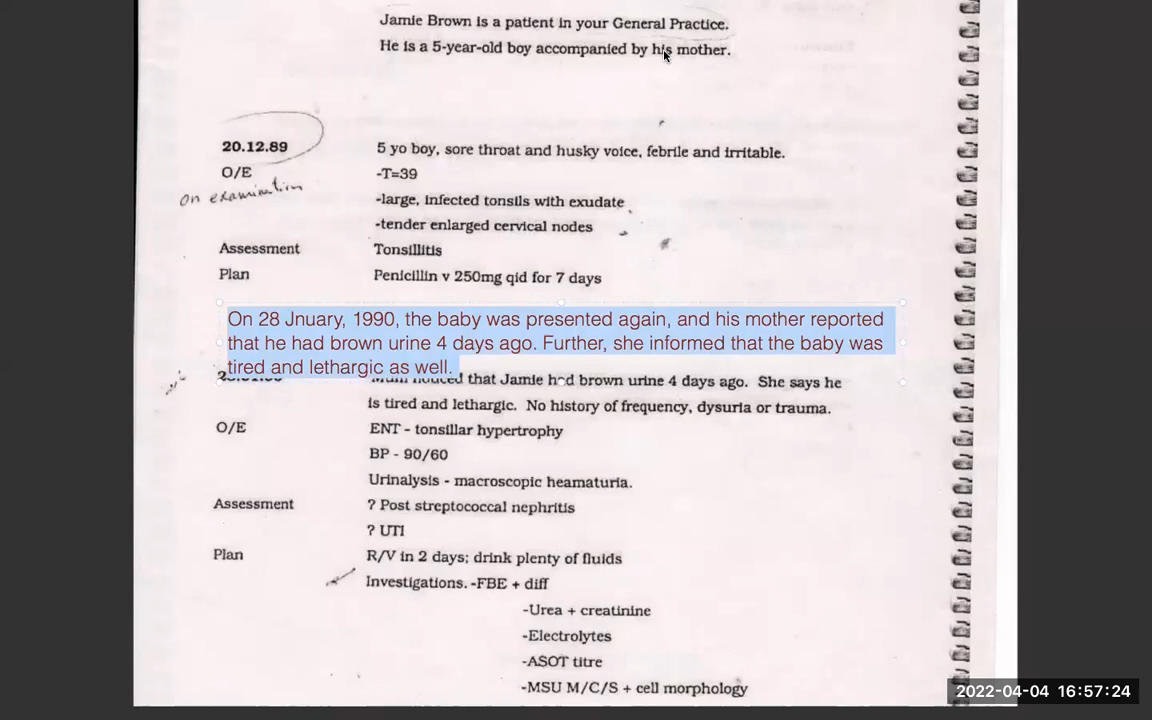 Jamie Brown is a patient in your General Practice.
He is a 5-year-old boy accompanied by his mother.
20.12.89 5 yo boy, sore throat and husky voice, febrile and irritable.
O/E -T=39
on examination -large, infected tonsils with exudate
-tender enlarged cervical nodes
Assessment Tonsillitis
Plan Penicillin v 250mg qid for 7 days
On 28 Jnuary, 1990, the baby was presented again, and his mother reported
that he had brown urine 4 days ago. Further, she informed that the baby was
tired and lethargic as well.
noticed that Jamie had brown urine 4 days ago. She says he
is tired and lethargic. No history of frequency, dysuria or trauma.
O/E ENT - tonsillar hypertrophy
BP - 90/60
Urinalysis - macroscopic heamaturia.
Assessment ? Post streptococcal nephritis
? UTI
Plan R/V in 2 days; drink plenty of fluids
Investigations. -FBE + diff
-Urea + creatinine
-Electrolytes
-ASOT titre
-MSU M/C/S + cell morphology
2022-04-04 16:57:24